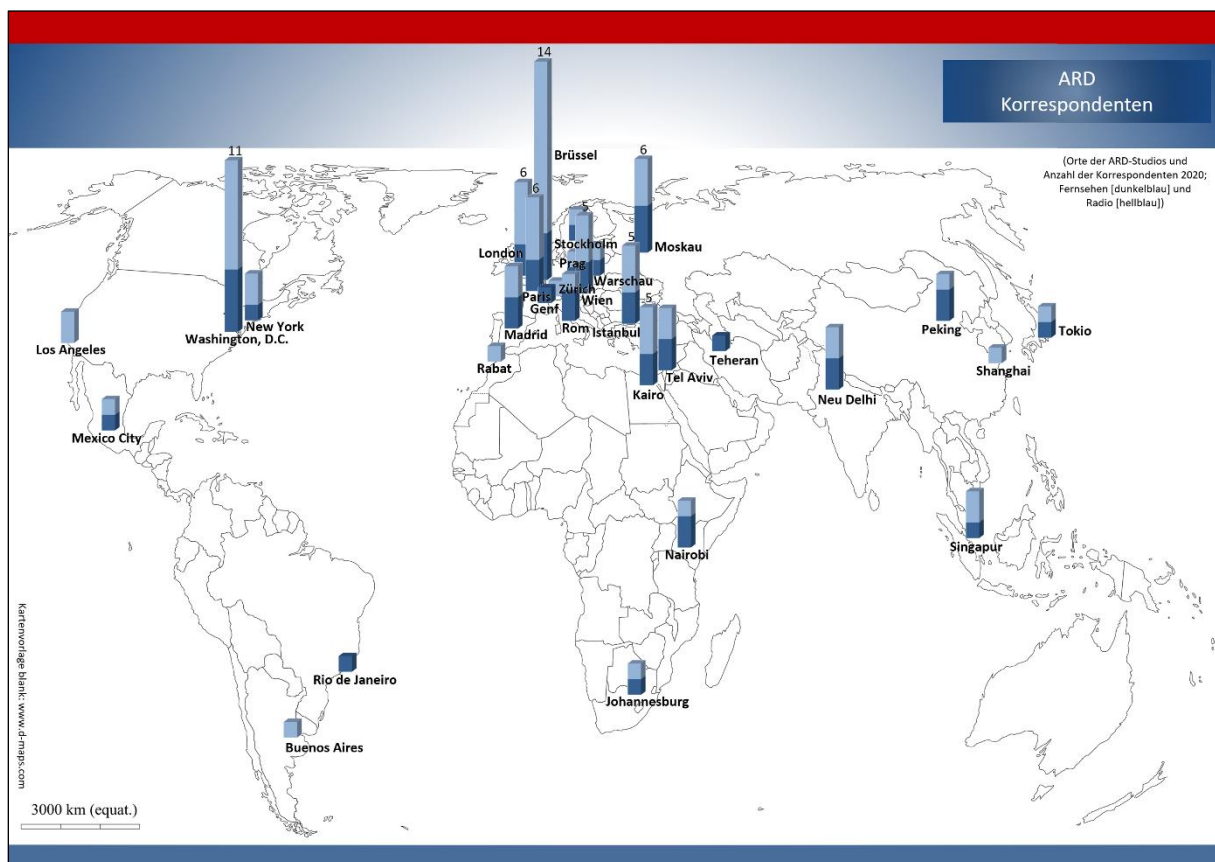 ARD
Korrespondenten
(Orte der ARD-Studios und
Anzahl der Korrespondenten 2020;
Fernsehen [dunkelblau] und
Radio [hellblau])
14
Brüssel
11
6
6
6
5
5
London
Stockholm
Moskau
Prag
Warschau
Paris
Zürich
Genf
Wien
New York
Washington, D.C.
Los Angeles
Madrid
Rom
Istanbul
5
Peking
Tokio
Rabat
Teheran
Tel Aviv
Kairo
Shanghai
Neu Delhi
Mexico City
Nairobi
Singapur
Rio de Janeiro
Johannesburg
Buenos Aires
3000 km (equat.)
Kartenvorlage blank: www.d-maps.com